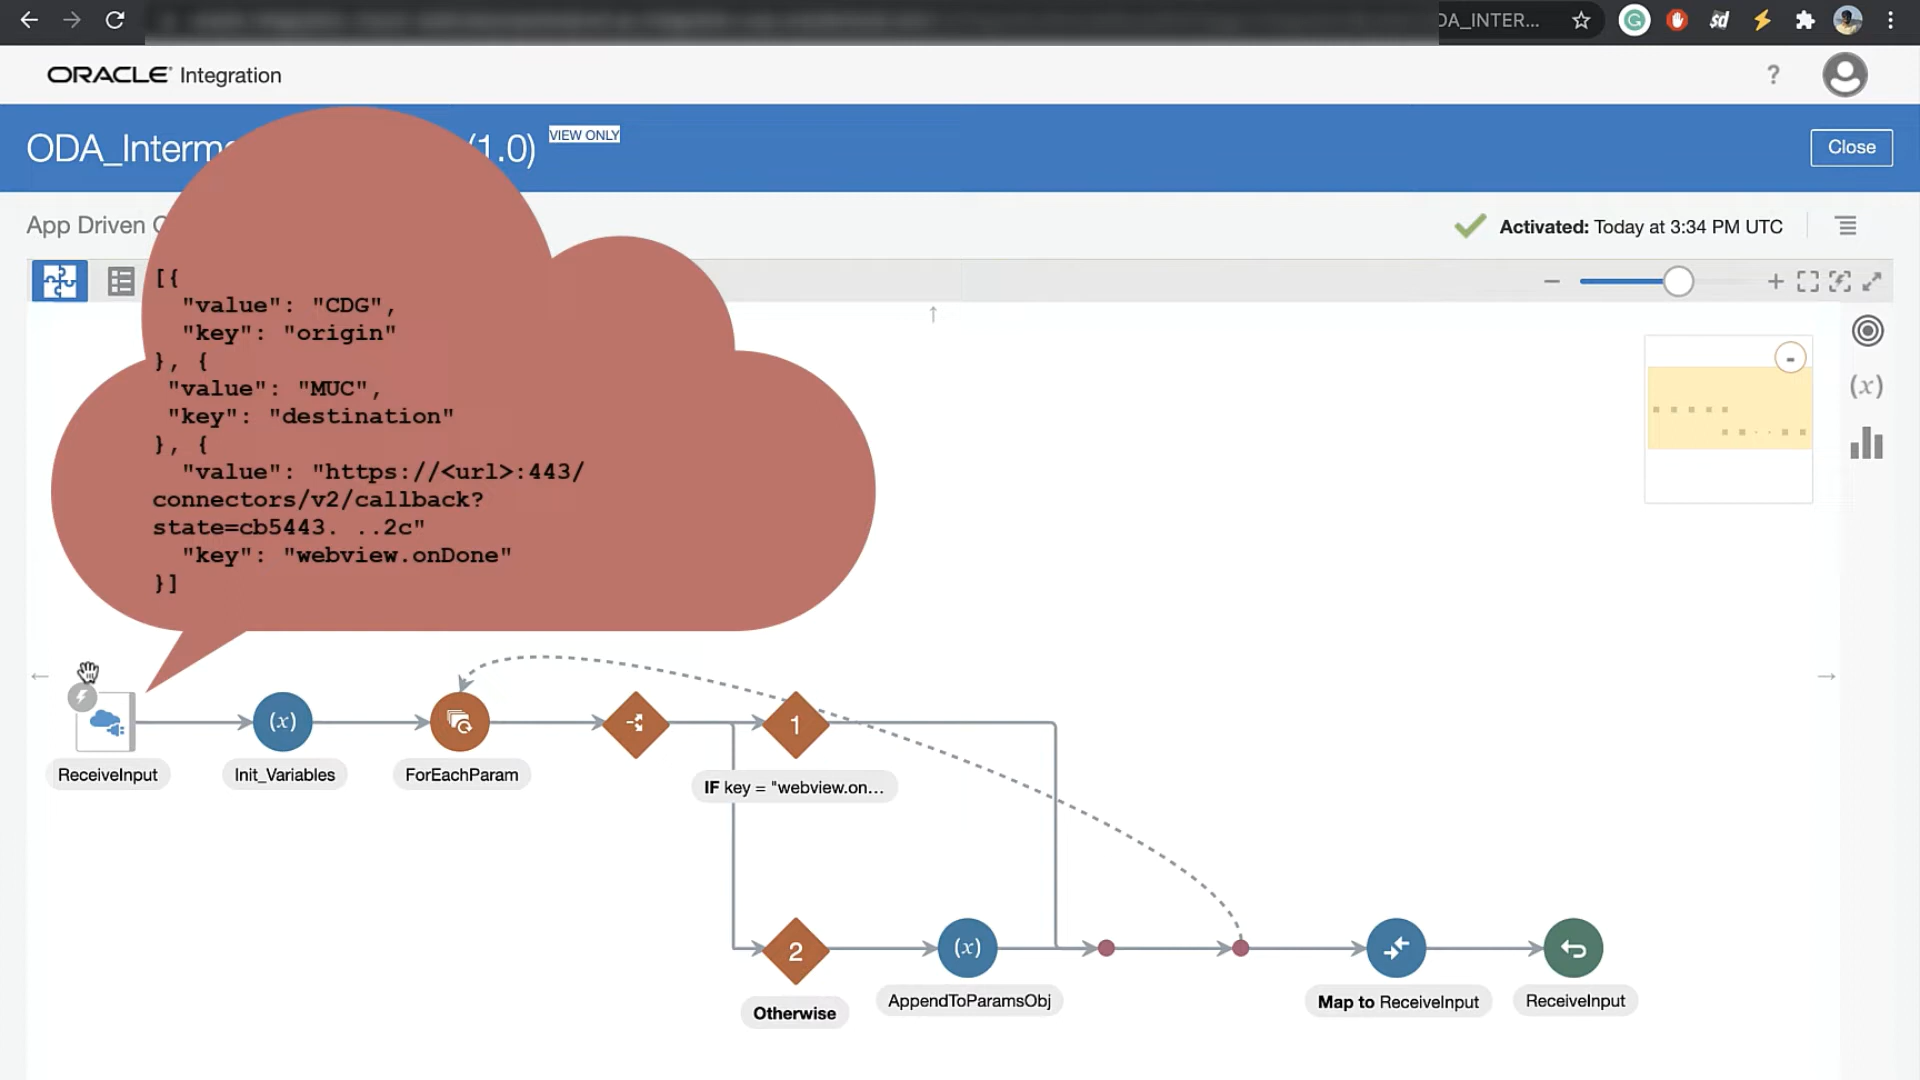 DA_INTER...
ORACLE Integration
?
ODA_Interm
(1.0)
VIEW ONLY
Close
App Driven
Activated: Today at 3:34 PM UTC
[{
"value": "CDG",
"key": "origin"
}, {
"value": "MUC",
"key": "destination"
}, {
"value": "https://<url>:443/
connectors/v2/callback?
state=cb5443. ..2c"
"key": "webview.onDone"
}]
(x)
(x)
1
ReceiveInput
Init_Variables
ForEachParam
IF key = "webview.on...
2
(x)
Otherwise
AppendToParamsObj
Map to ReceiveInput
ReceiveInput